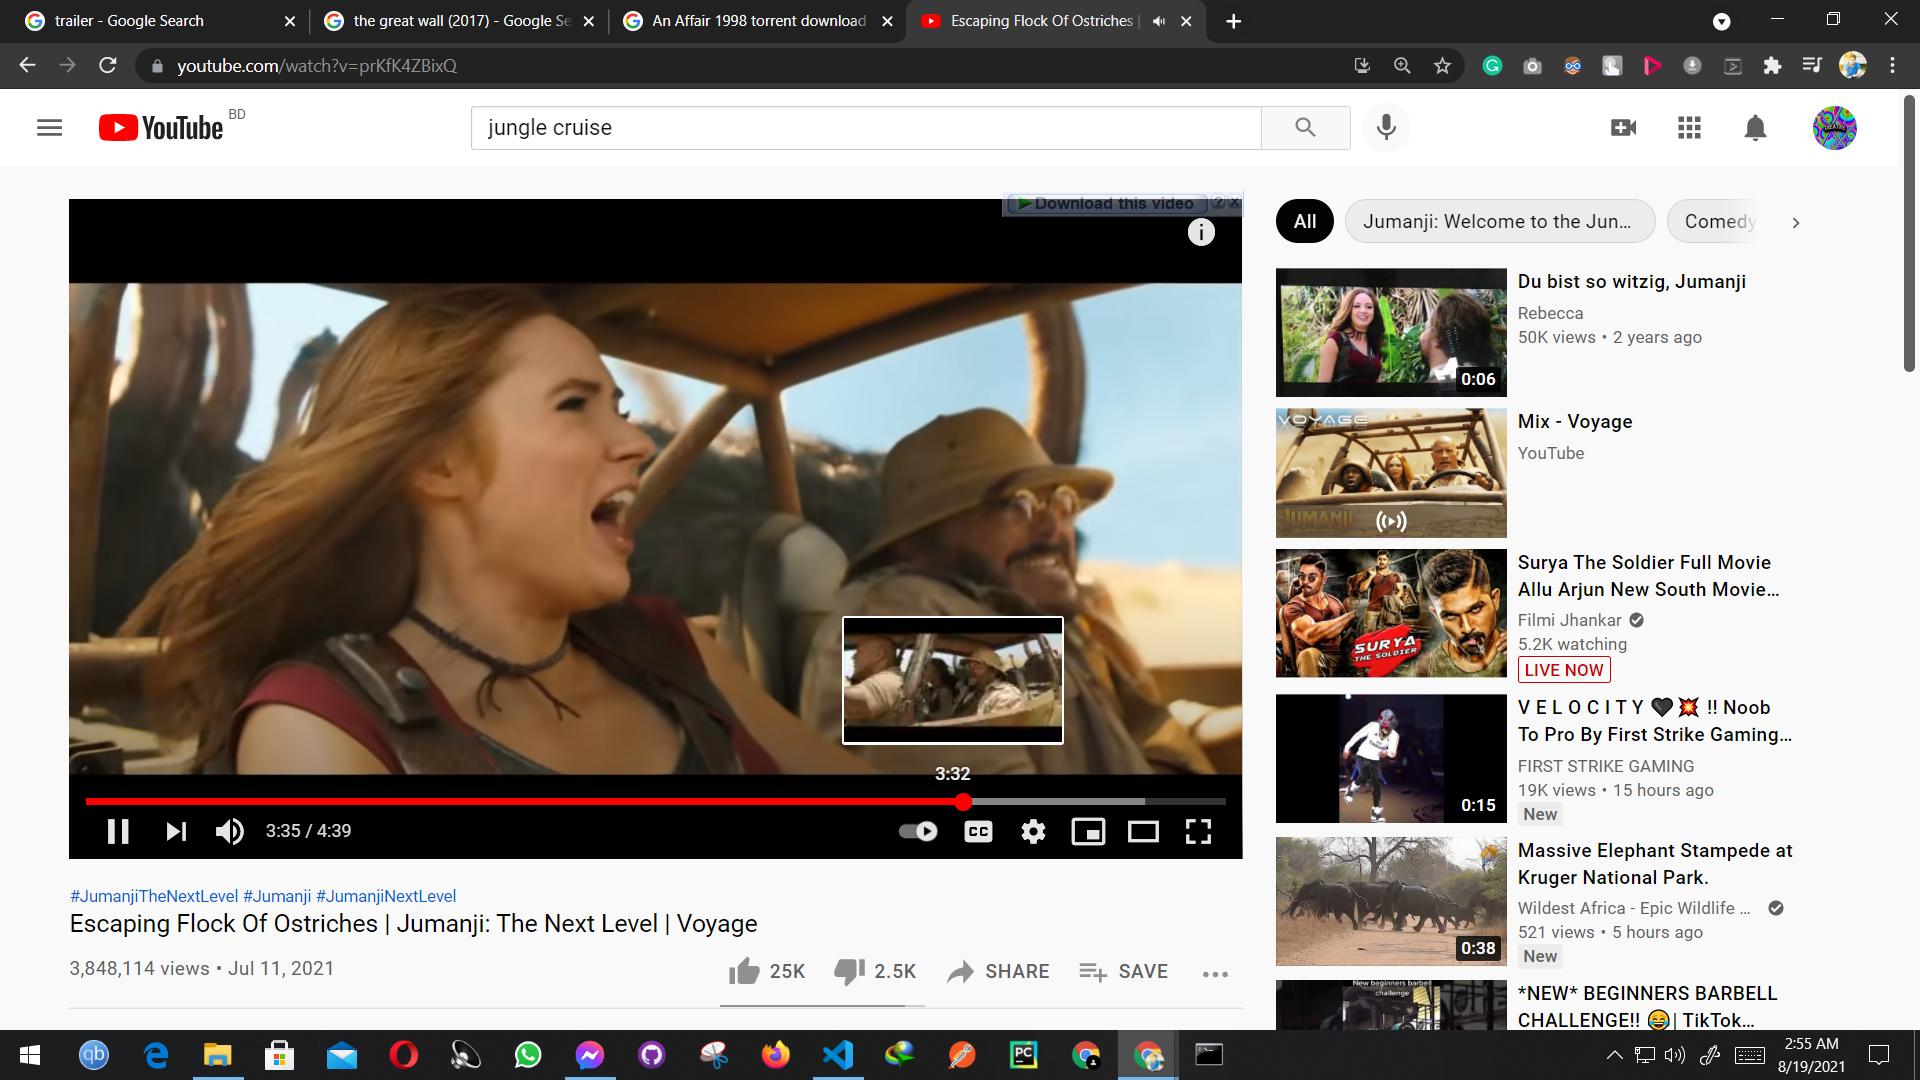 trailer - Google Search
the great wall (2017) - Google Se
An Affair 1998 torrent download
Escaping Flock Of Ostriches |
youtube.com/watch?v=prKfK4ZBixQ
YouTube BD
jungle cruise
Download this video
All
Jumanji: Welcome to the Jun...
Comedy
3:32
3:35 / 4:39
CC
#JumanjiTheNextLevel #Jumanji #JumanjiNextLevel
Escaping Flock Of Ostriches | Jumanji: The Next Level | Voyage
3,848,114 views • Jul 11, 2021
25K
2.5K
SHARE
SAVE
0:06
Du bist so witzig, Jumanji
Rebecca
50K views • 2 years ago
VOYAGE
JUMANJI
Mix - Voyage
YouTube
SURYA
THE SOLDIER
Surya The Soldier Full Movie
Allu Arjun New South Movie...
Filmi Jhankar
5.2K watching
LIVE NOW
0:15
V E L O C I T Y 🖤💥 !! Noob
To Pro By First Strike Gaming...
FIRST STRIKE GAMING
19K views • 15 hours ago
New
0:38
Massive Elephant Stampede at
Kruger National Park.
Wildest Africa - Epic Wildlife ...
521 views • 5 hours ago
New
New beginners barbell
challenge
*NEW* BEGINNERS BARBELL
CHALLENGE!! 😂| TikTok...
qb
PC
2:55 AM
8/19/2021